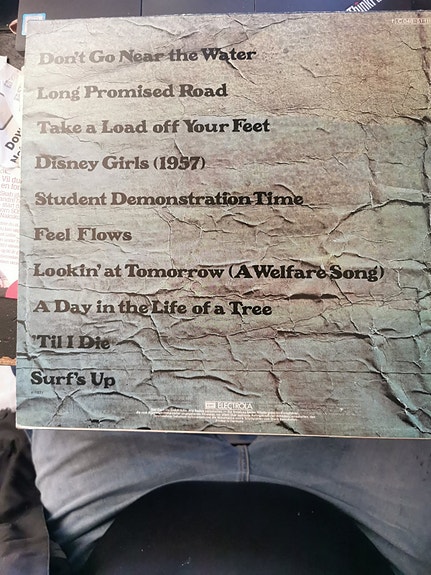 Don't Go Near the Water
Long Promised Road
Take a Load off Your Feet
Disney Girls (1957)
Student Demonstration Time
Feel Flows
Lookin' at Tomorrow (A Welfare Song)
A Day in the Life of a Tree
'Til I Die
Surf's Up
EMI ELECTROLA